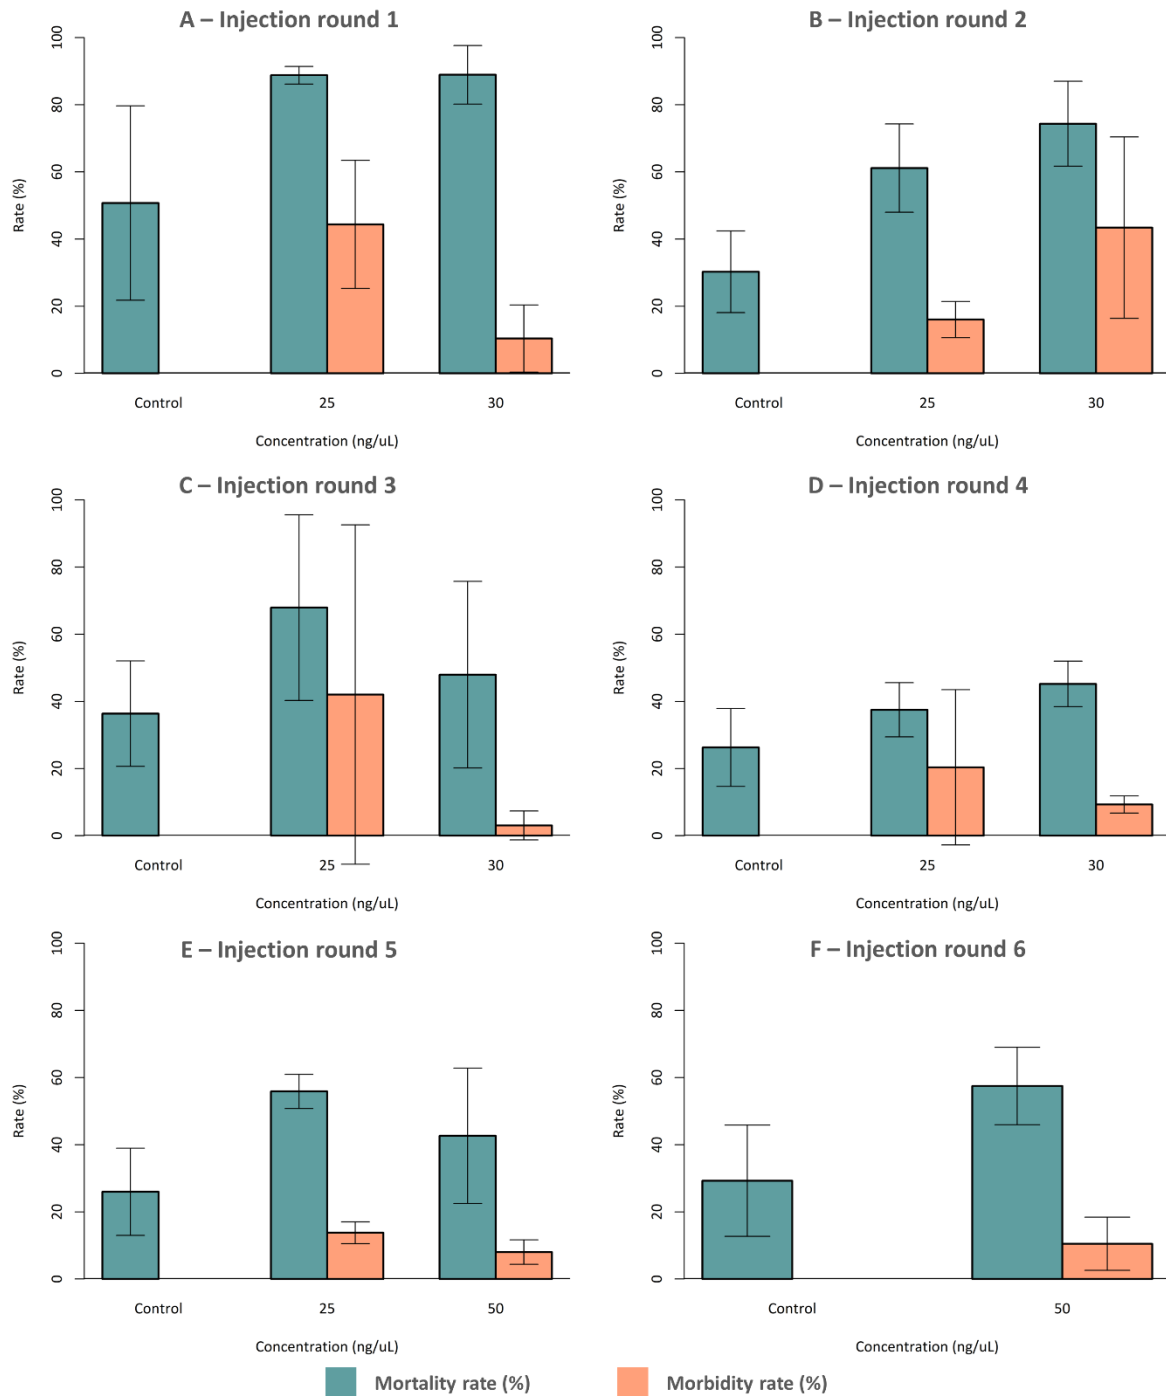 A – Injection round 1
Rate (%)
100
80
60
40
20
0
Control 25 30
Concentration (ng/uL)
B – Injection round 2
Rate (%)
100
80
60
40
20
0
Control 25 30
Concentration (ng/uL)
C – Injection round 3
Rate (%)
100
80
60
40
20
0
Control 25 30
Concentration (ng/uL)
D – Injection round 4
Rate (%)
100
80
60
40
20
0
Control 25 30
Concentration (ng/uL)
E – Injection round 5
Rate (%)
100
80
60
40
20
0
Control 25 50
Concentration (ng/uL)
F – Injection round 6
Rate (%)
100
80
60
40
20
0
Control 50
Concentration (ng/uL)
Mortality rate (%) Morbidity rate (%)